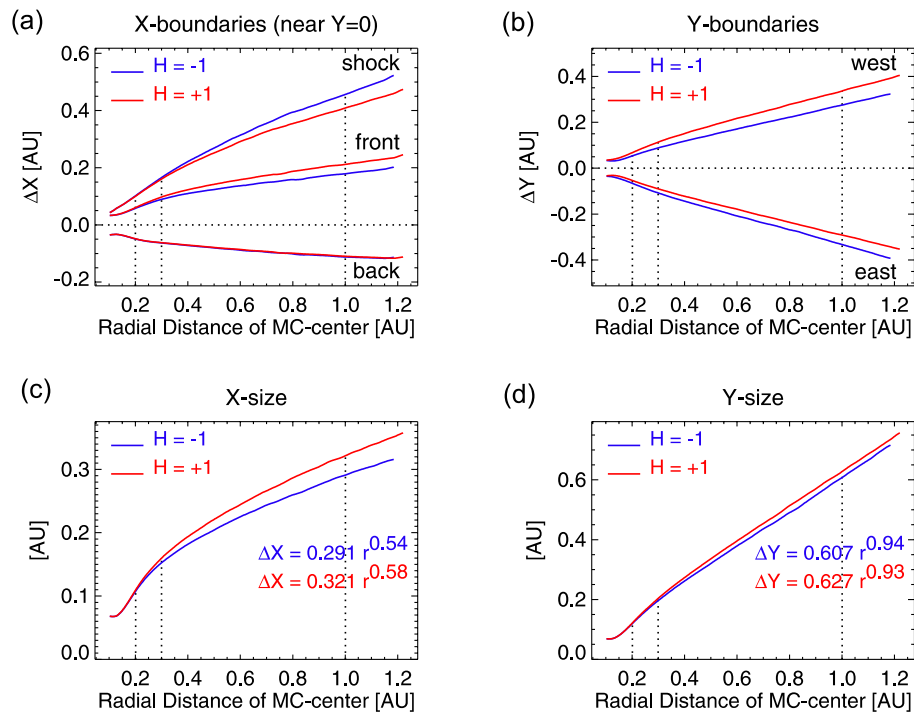 (a)
X-boundaries (near Y=0)
H = -1
H = +1
shock
front
back
ΔX [AU]
0.6
0.4
0.2
0.0
-0.2
0.2 0.4 0.6 0.8 1.0 1.2
Radial Distance of MC-center [AU]
(b)
Y-boundaries
H = -1
H = +1
west
east
ΔY [AU]
0.4
0.2
0.0
-0.2
-0.4
0.2 0.4 0.6 0.8 1.0 1.2
Radial Distance of MC-center [AU]
(c)
X-size
H = -1
H = +1
ΔX = 0.291 r^0.54
ΔX = 0.321 r^0.58
[AU]
0.3
0.2
0.1
0.0
0.2 0.4 0.6 0.8 1.0 1.2
Radial Distance of MC-center [AU]
(d)
Y-size
H = -1
H = +1
ΔY = 0.607 r^0.94
ΔY = 0.627 r^0.93
[AU]
0.6
0.4
0.2
0.0
0.2 0.4 0.6 0.8 1.0 1.2
Radial Distance of MC-center [AU]